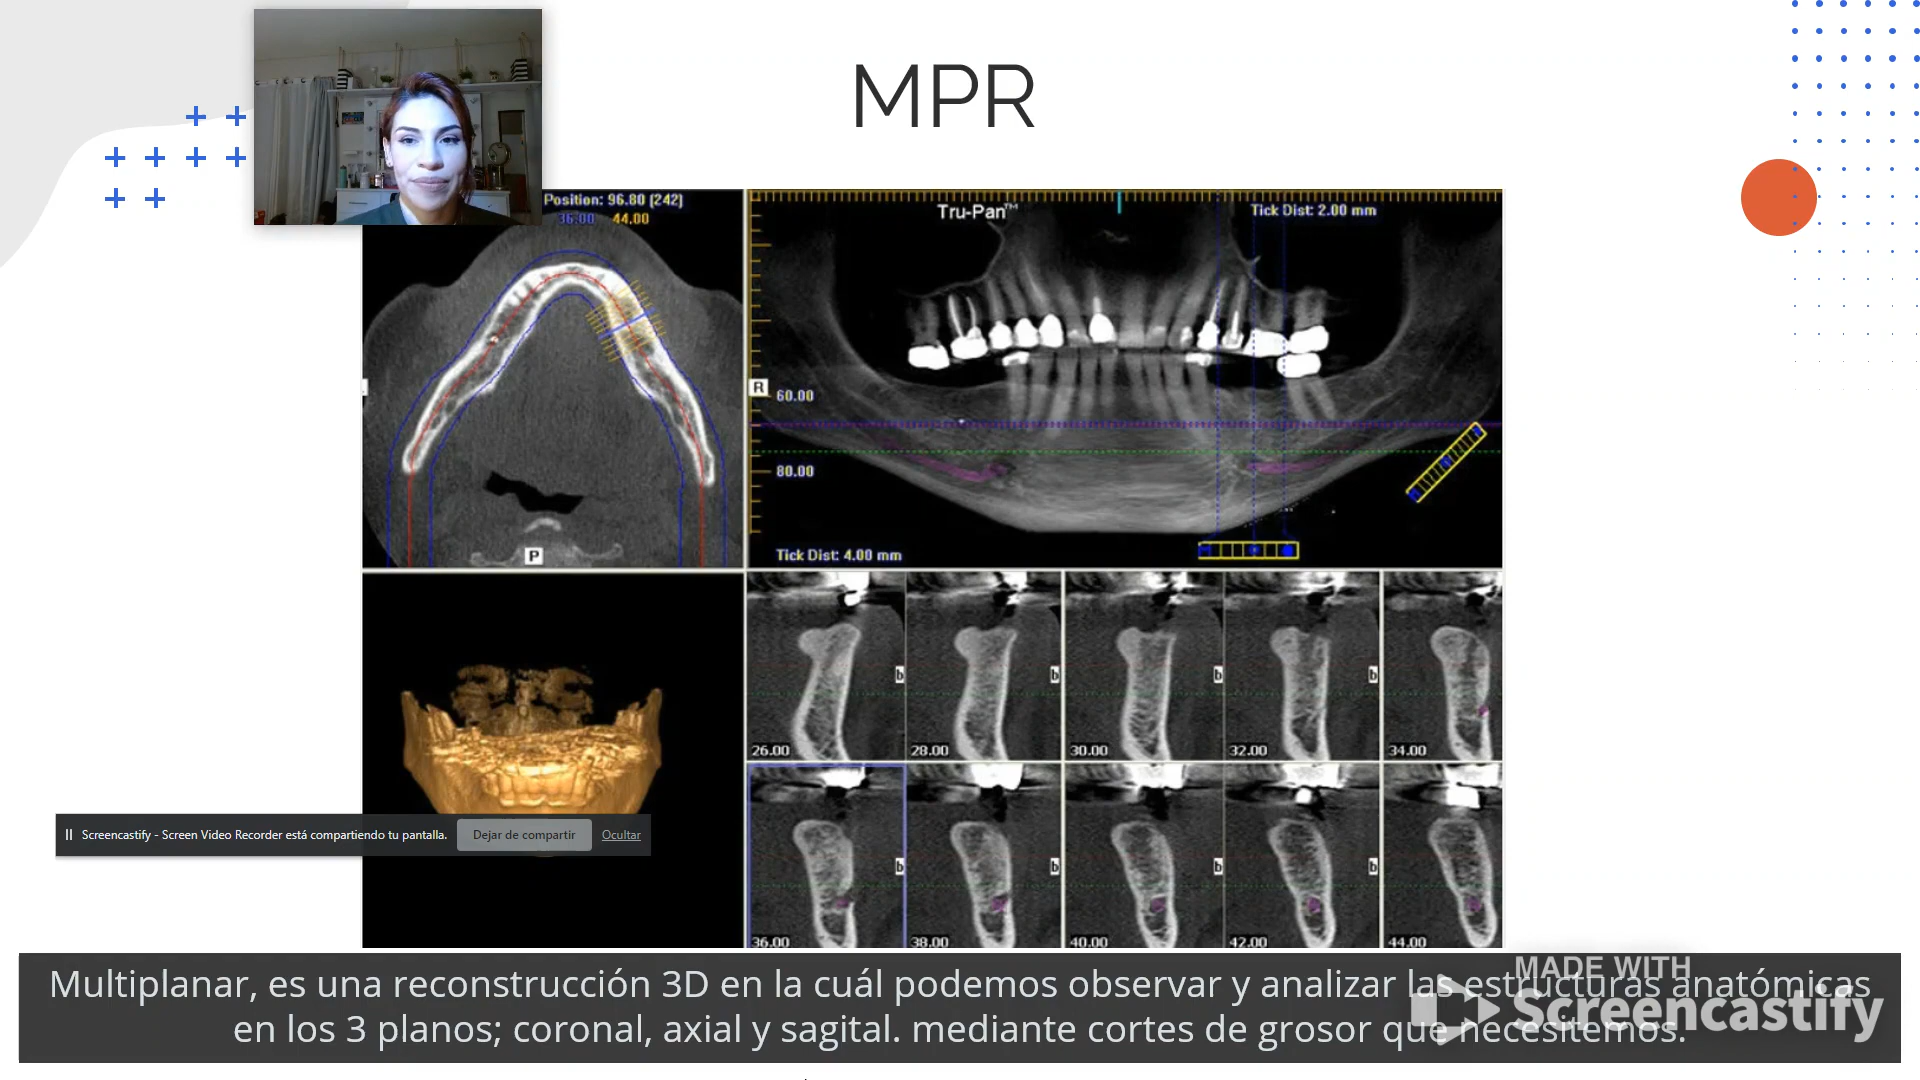 MPR
Position: 96.80 (242)
36.00 44.00
Tru-Pan™
Tick Dist: 2.00 mm
R
60.00
80.00
P
Tick Dist: 4.00 mm
b b b b
26.00 28.00 30.00 32.00 34.00
Screencastify - Screen Video Recorder está compartiendo tu pantalla. Dejar de compartir Ocultar
b b b b
36.00 38.00 40.00 42.00 44.00
MADE WITH
Screencastify
Multiplanar, es una reconstrucción 3D en la cuál podemos observar y analizar las estructuras anatómicas
en los 3 planos; coronal, axial y sagital. mediante cortes de grosor que necesitemos.